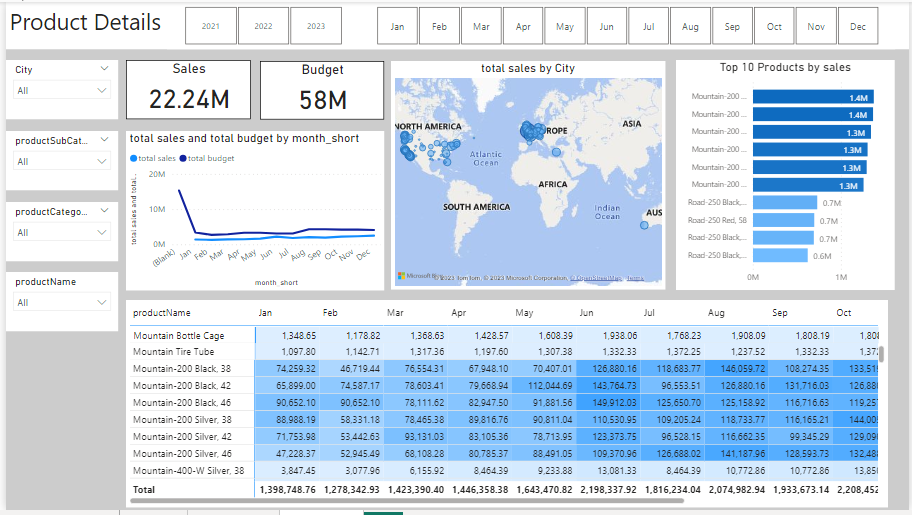 Product Details
2021 2022 2023
Jan Feb Mar Apr May Jun Jul Aug Sep Oct Nov Dec
City
All
productSubCat...
All
productCatego...
All
productName
All
Sales
22.24M
Budget
58M
total sales and total budget by month_short
total sales total budget
total sales and total...
20M
10M
0M
(Blank) Jan Feb Mar Apr May Jun Jul Aug Sep Oct Nov Dec
month_short
total sales by City
NORTH AMERICA
ROPE
ASIA
Atlantic
Ocean
AFRICA
SOUTH AMERICA
Indian
Ocean
AUS
Microsoft Bing
© 2023 TomTom, © 2023 Microsoft Corporation, © OpenStreetMap Terms
Top 10 Products by sales
Mountain-200 ... 1.4M
Mountain-200 ... 1.4M
Mountain-200 ... 1.3M
Mountain-200 ... 1.3M
Mountain-200 ... 1.3M
Mountain-200 ... 1.3M
Road-250 Black,... 0.7M
Road-250 Red, 58 0.7M
Road-250 Black,... 0.7M
Road-250 Black,... 0.6M
0M 1M
productName Jan Feb Mar Apr May Jun Jul Aug Sep Oct
Mountain Bottle Cage 1,348.65 1,178.82 1,368.63 1,428.57 1,608.39 1,938.06 1,768.23 1,908.09 1,808.19 1,808
Mountain Tire Tube 1,097.80 1,142.71 1,317.36 1,197.60 1,307.38 1,332.33 1,372.25 1,237.52 1,332.33 1,372
Mountain-200 Black, 38 74,259.32 46,719.44 76,554.31 67,948.10 70,407.01 126,880.16 118,683.77 146,059.72 108,274.35 133,519
Mountain-200 Black, 42 65,899.00 74,587.17 78,603.41 79,668.94 112,044.69 143,764.73 96,553.51 126,880.16 131,716.03 126,880
Mountain-200 Black, 46 90,652.10 90,652.10 78,111.62 82,947.50 91,881.56 149,912.03 125,650.70 125,158.92 116,716.63 119,257
Mountain-200 Silver, 38 88,988.19 58,331.18 78,465.38 89,816.76 90,811.04 110,530.95 109,205.24 118,733.77 116,165.21 144,005
Mountain-200 Silver, 42 71,753.98 53,442.63 93,131.03 83,105.36 78,713.95 123,373.75 96,528.15 116,662.35 99,345.29 129,090
Mountain-200 Silver, 46 47,228.37 52,945.49 68,108.28 80,785.37 88,491.05 109,370.96 126,688.02 141,187.96 128,593.73 132,488
Mountain-400-W Silver, 38 3,847.45 3,077.96 6,155.92 8,464.39 9,233.88 13,081.33 8,464.39 10,772.86 10,772.86 13,850
Total 1,398,748.76 1,278,342.93 1,423,390.40 1,446,358.38 1,643,470.82 2,198,337.92 1,816,234.04 2,074,982.94 1,933,673.14 2,208,452